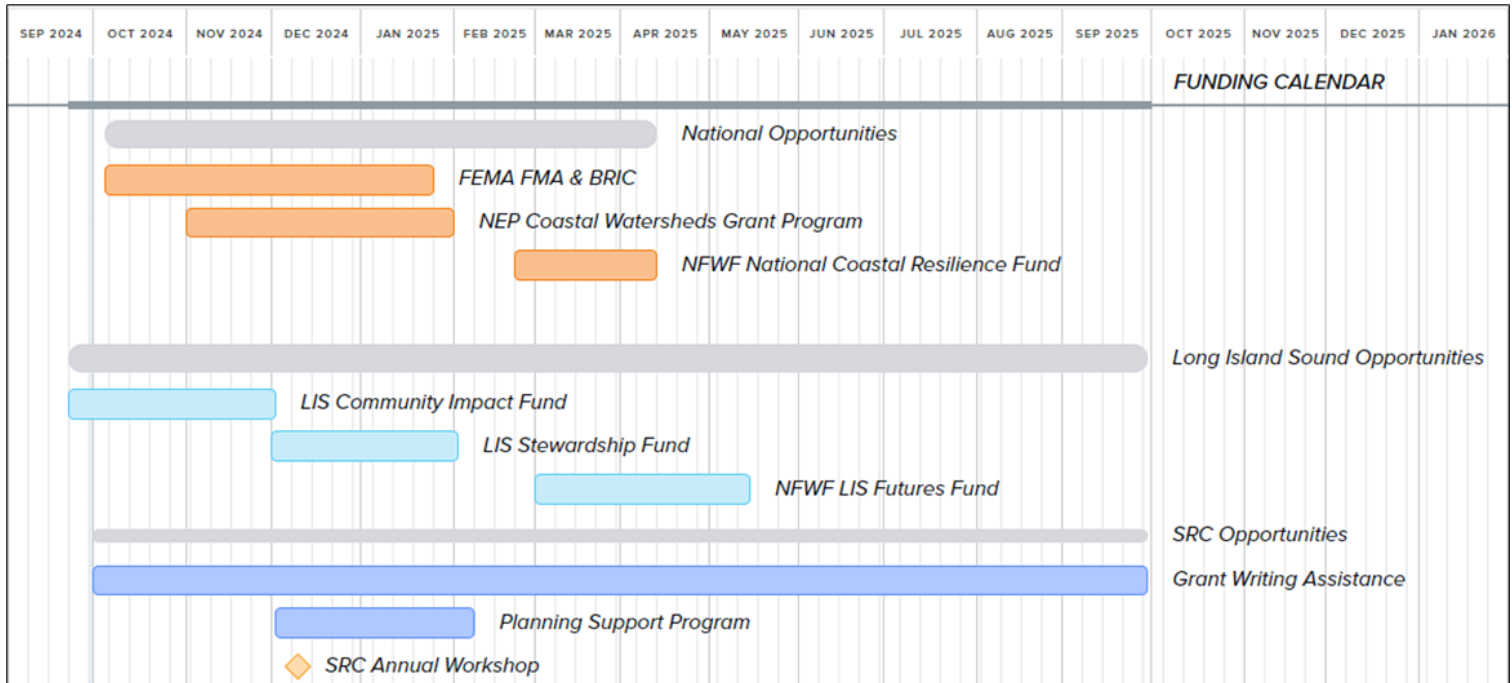 SEP 2024 OCT 2024 NOV 2024 DEC 2024 JAN 2025 FEB 2025 MAR 2025 APR 2025 MAY 2025 JUN 2025 JUL 2025 AUG 2025 SEP 2025 OCT 2025 NOV 2025 DEC 2025 JAN 2026
FUNDING CALENDAR
National Opportunities
FEMA FMA & BRIC
NEP Coastal Watersheds Grant Program
NFWF National Coastal Resilience Fund
Long Island Sound Opportunities
LIS Community Impact Fund
LIS Stewardship Fund
NFWF LIS Futures Fund
SRC Opportunities
Grant Writing Assistance
Planning Support Program
SRC Annual Workshop